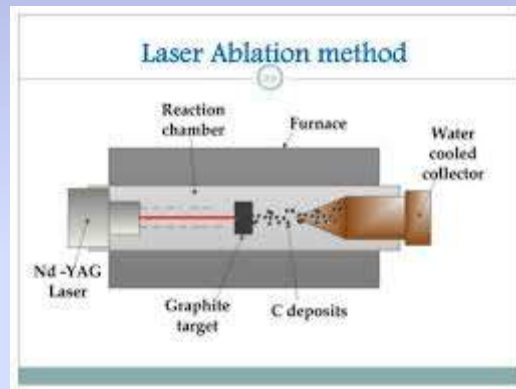 Laser Ablation method
Reaction
chamber
Furnace
Water
cooled
collector
Nd -YAG
Laser
Graphite
target
C deposits